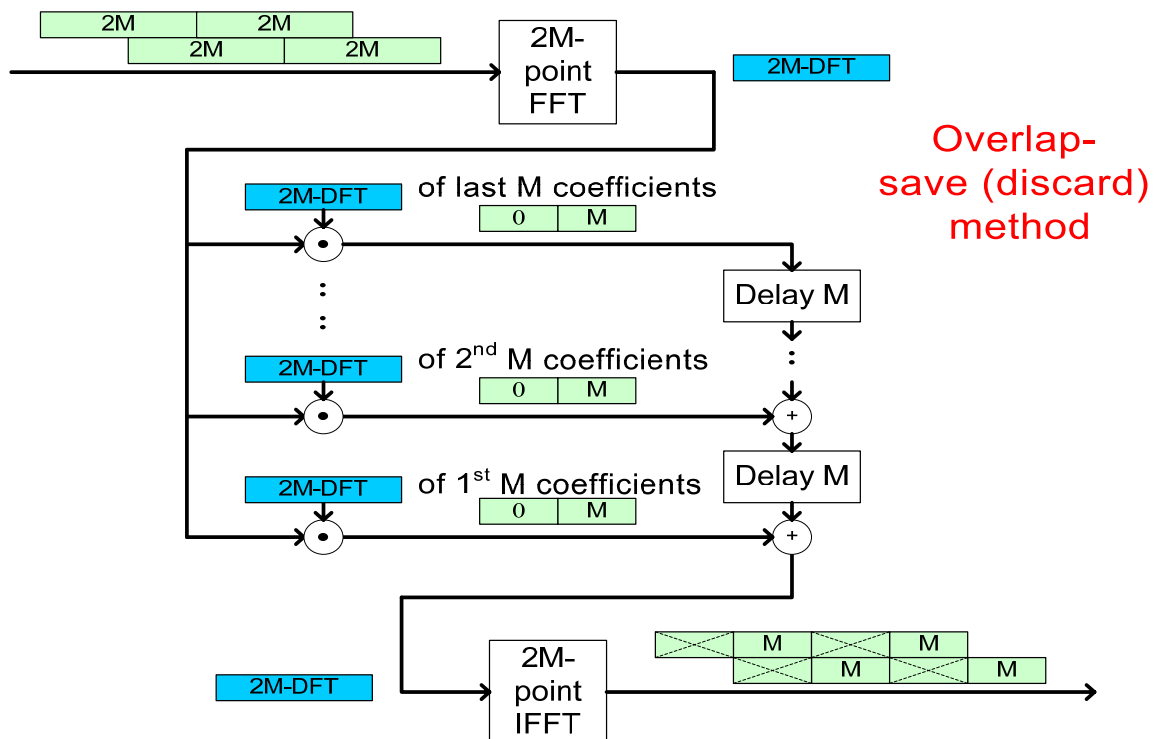 2M 2M
2M 2M
2M-
point
FFT
2M-DFT
Overlap-
save (discard)
method
2M-DFT of last M coefficients
0 M
Delay M
2M-DFT of 2nd M coefficients
0 M
+
Delay M
2M-DFT of 1st M coefficients
0 M
+
2M-DFT
2M-
point
IFFT
M M
M M